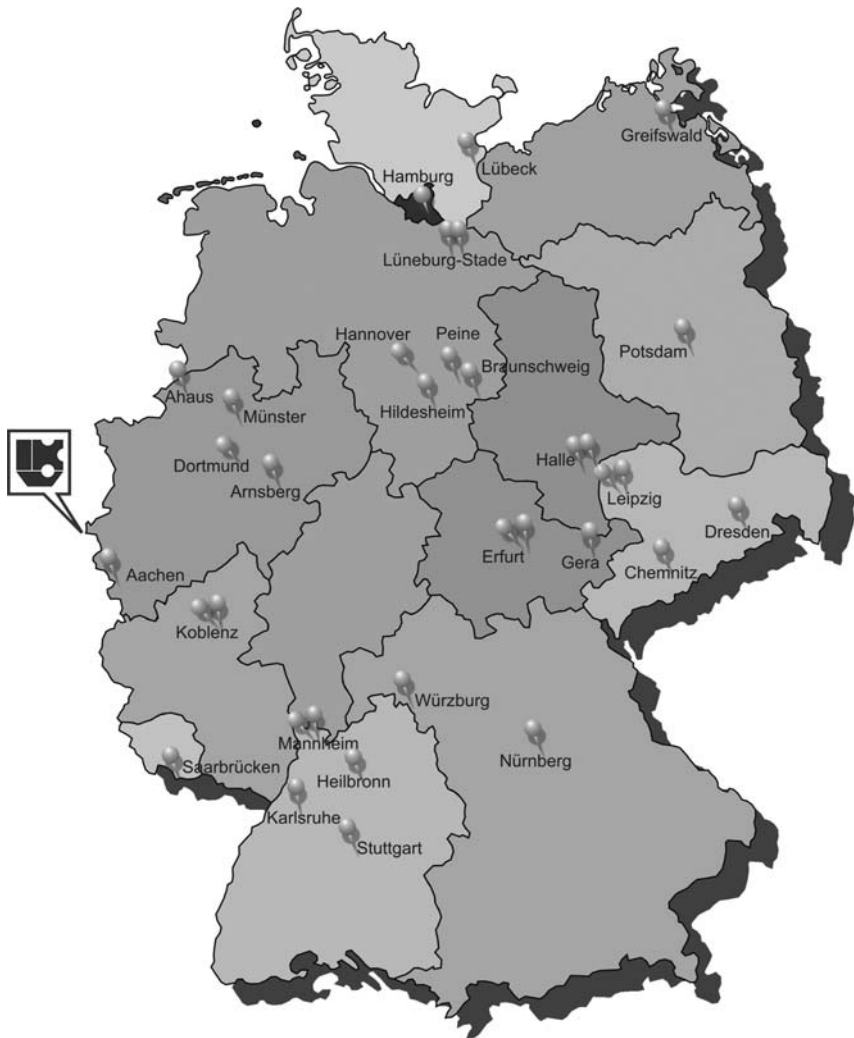 Greifswald
Lübeck
Hamburg
Lüneburg-Stade
Hannover
Peine
Potsdam
Braunschweig
Ahaus
Münster
Hildesheim
Dortmund
Halle
Arnsberg
Leipzig
Dresden
Erfurt
Gera
Chemnitz
Aachen
Koblenz
Würzburg
Mannheim
Nürnberg
Saarbrücken
Heilbronn
Karlsruhe
Stuttgart